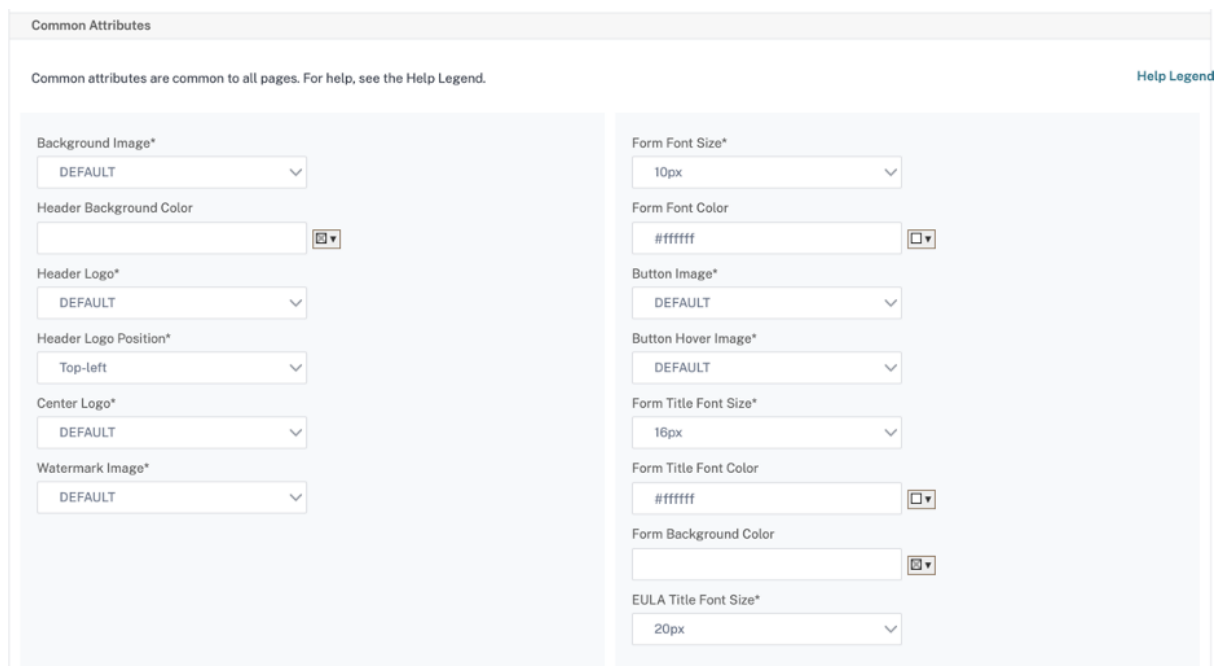 Common Attributes
Common attributes are common to all pages. For help, see the Help Legend.
Help Legend
Background Image*
DEFAULT
Header Background Color
Header Logo*
DEFAULT
Header Logo Position*
Top-left
Center Logo*
DEFAULT
Watermark Image*
DEFAULT
Form Font Size*
10px
Form Font Color
#ffffff
Button Image*
DEFAULT
Button Hover Image*
DEFAULT
Form Title Font Size*
16px
Form Title Font Color
#ffffff
Form Background Color
EULA Title Font Size*
20px